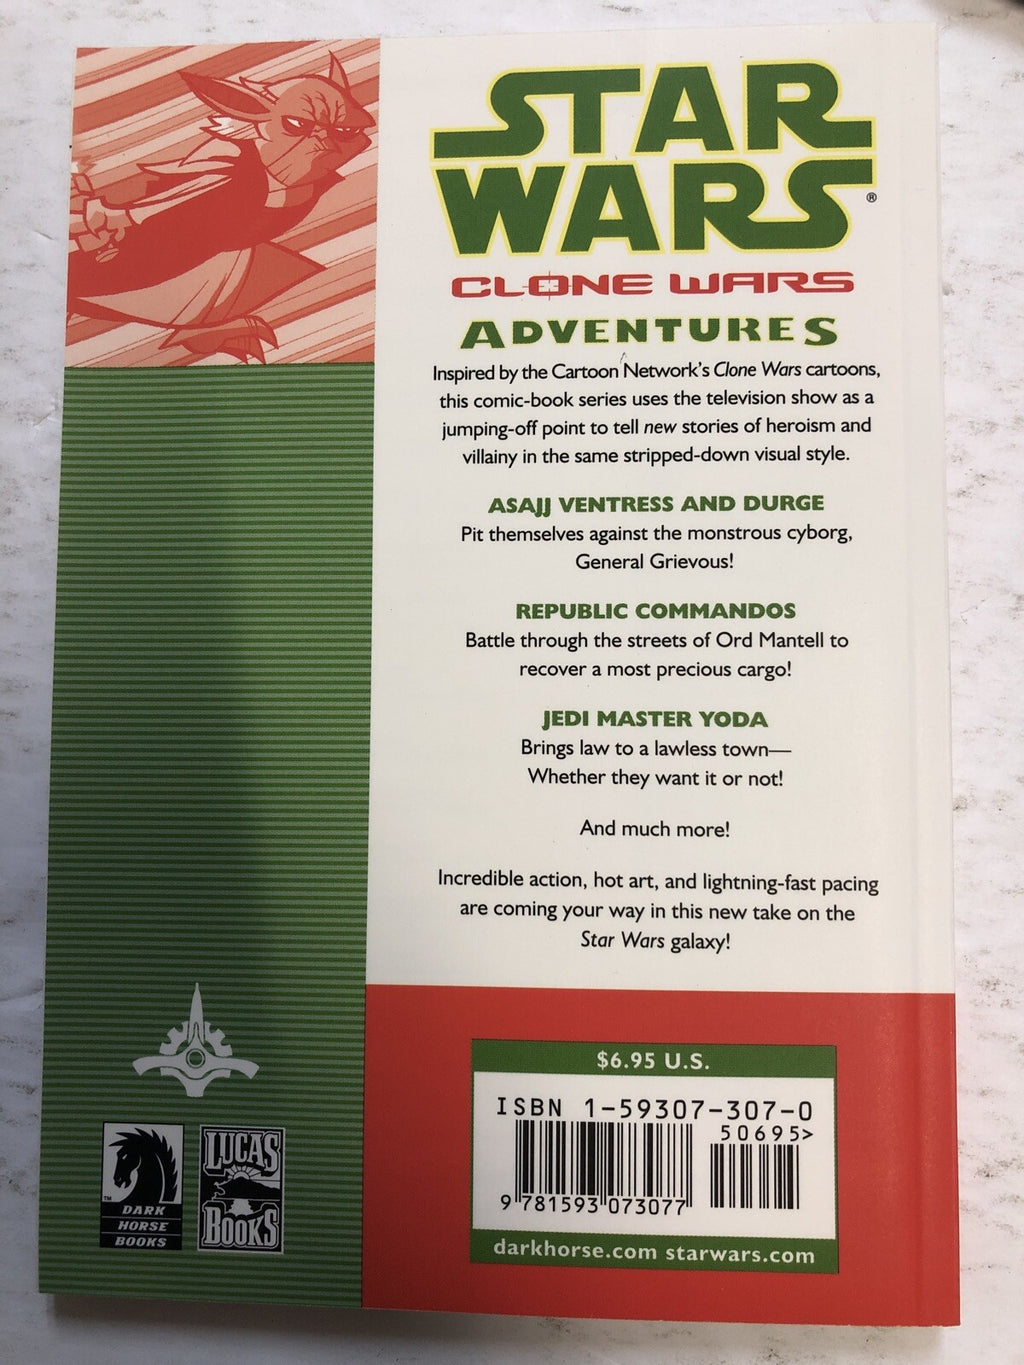 STAR
WARS®
CLONE WARS
ADVENTURES
Inspired by the Cartoon Network's Clone Wars cartoons,
this comic-book series uses the television show as a
jumping-off point to tell new stories of heroism and
villainy in the same stripped-down visual style.
ASAJJ VENTRESS AND DURGE
Pit themselves against the monstrous cyborg,
General Grievous!
REPUBLIC COMMANDOS
Battle through the streets of Ord Mantell to
recover a most precious cargo!
JEDI MASTER YODA
Brings law to a lawless town—
Whether they want it or not!
And much more!
Incredible action, hot art, and lightning-fast pacing
are coming your way in this new take on the
Star Wars galaxy!
$6.95 U.S.
ISBN 1-59307-307-0
50695>
9 781593 073077
darkhorse.com starwars.com
TM
DARK
HORSE
BOOKS
LUCAS
BOOKS